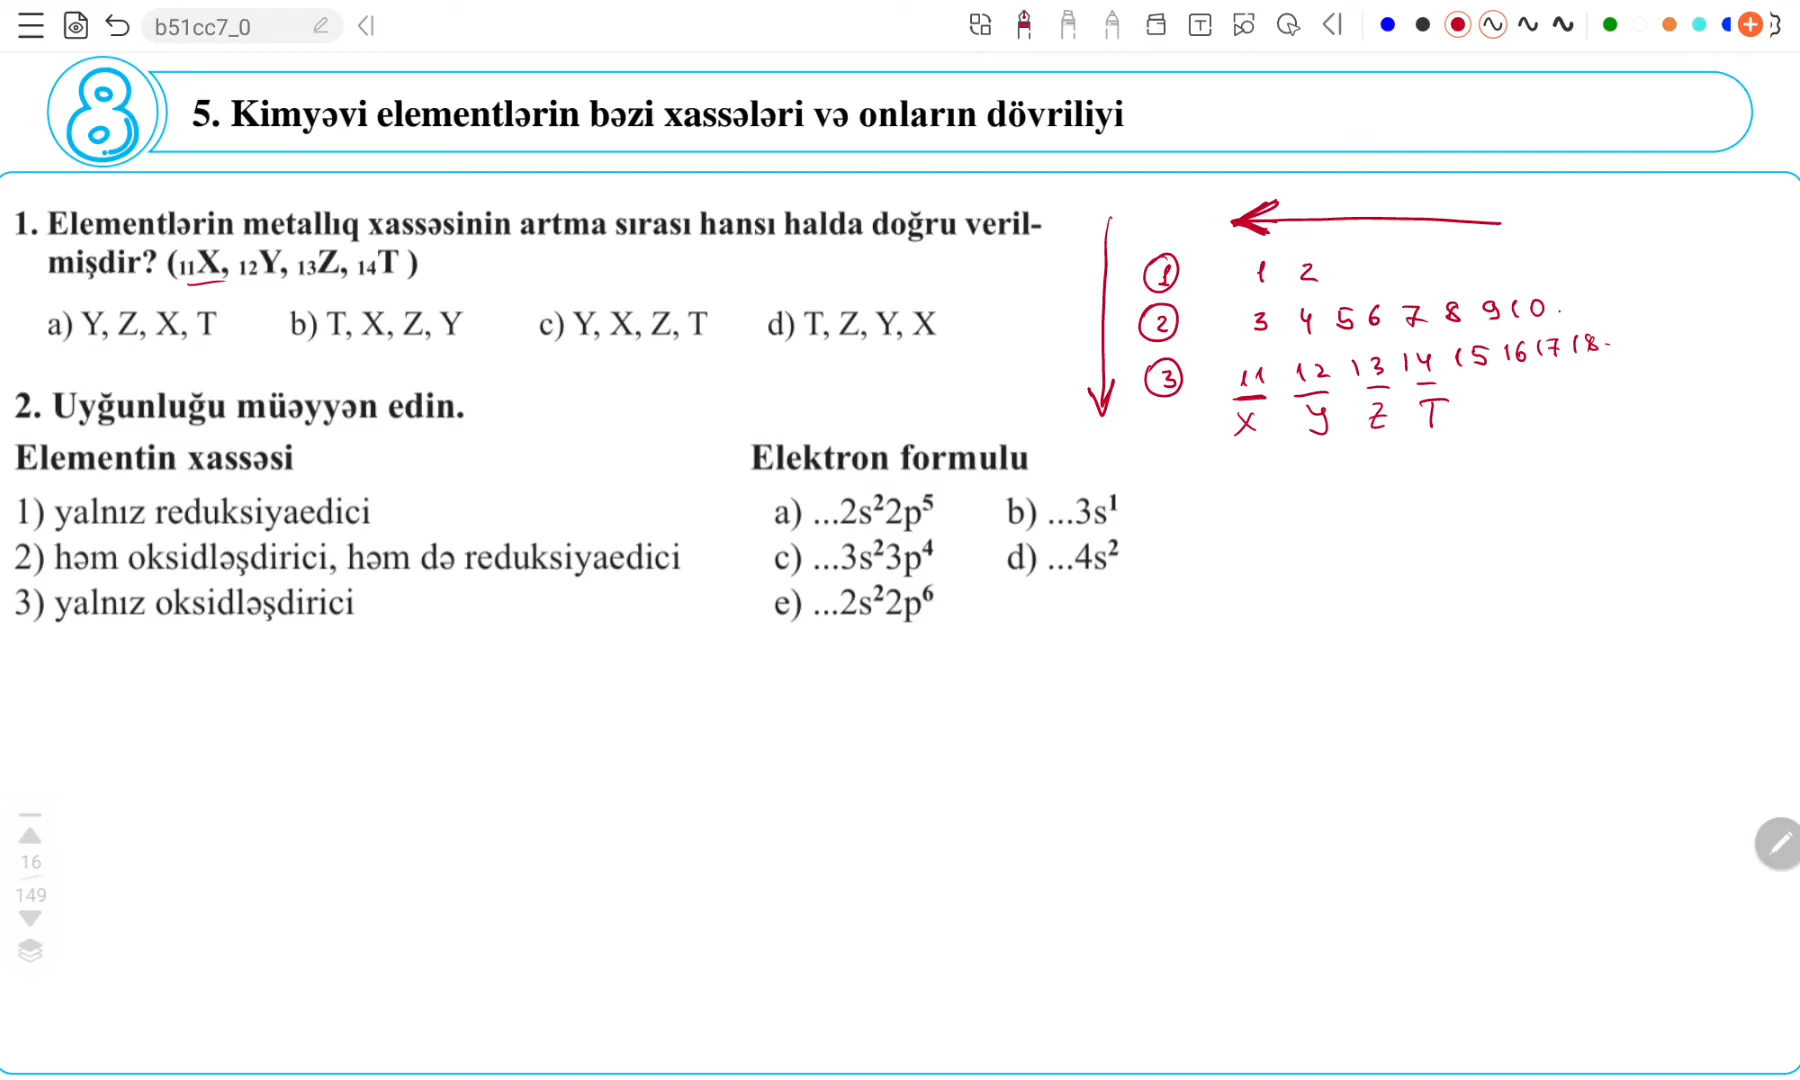 b51cc7_0
8
5. Kimyəvi elementlərin bəzi xassələri və onların dövriliyi
1. Elementlərin metallıq xassəsinin artma sırası hansı halda doğru veril-
mişdir? (₁₁X, ₁₂Y, ₁₃Z, ₁₄T )
a) Y, Z, X, T b) T, X, Z, Y c) Y, X, Z, T d) T, Z, Y, X
1 1 2
2 3 4 5 6 7 8 9 10.
3 11 12 13 14 15 16 17 18.
X Y Z T
2. Uyğunluğu müəyyən edin.
Elementin xassəsi Elektron formulu
1) yalnız reduksiyaedici a) ...2s²2p⁵ b) ...3s¹
2) həm oksidləşdirici, həm də reduksiyaedici c) ...3s²3p⁴ d) ...4s²
3) yalnız oksidləşdirici e) ...2s²2p⁶
16
149